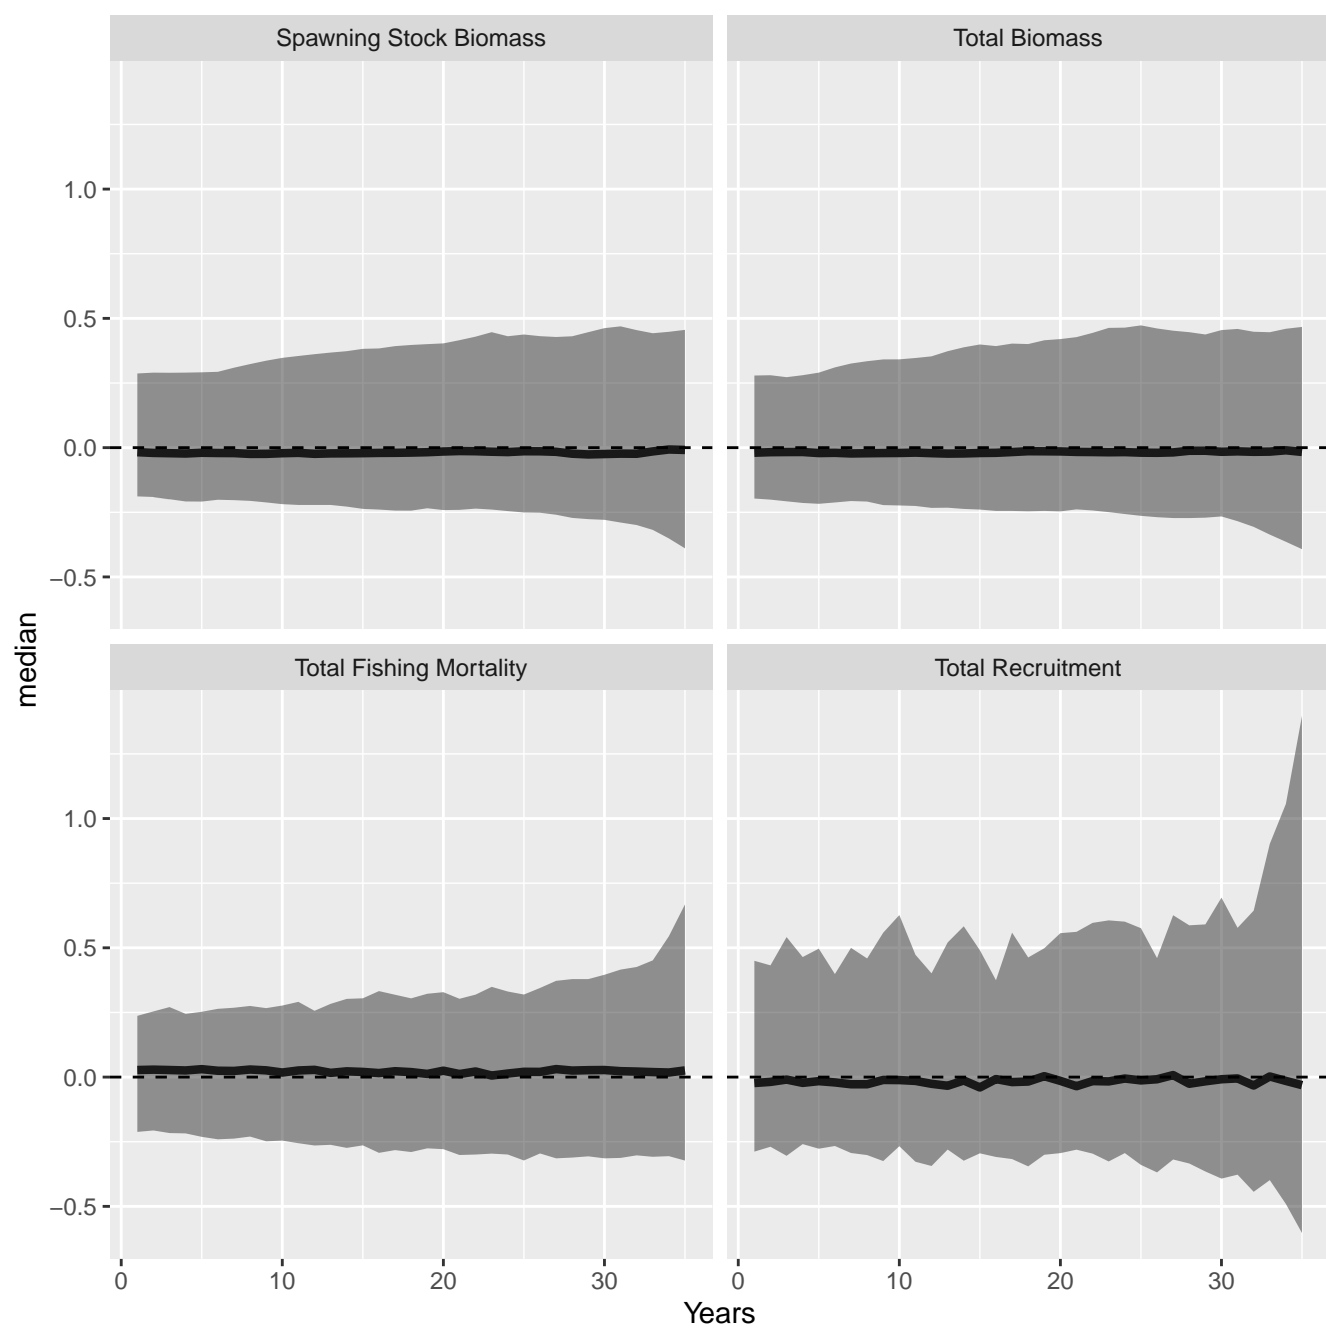 Spawning Stock Biomass
Total Biomass
1.0
0.5
0.0
−0.5
median
Total Fishing Mortality
Total Recruitment
1.0
0.5
0.0
−0.5
0 10 20 30
0 10 20 30
Years